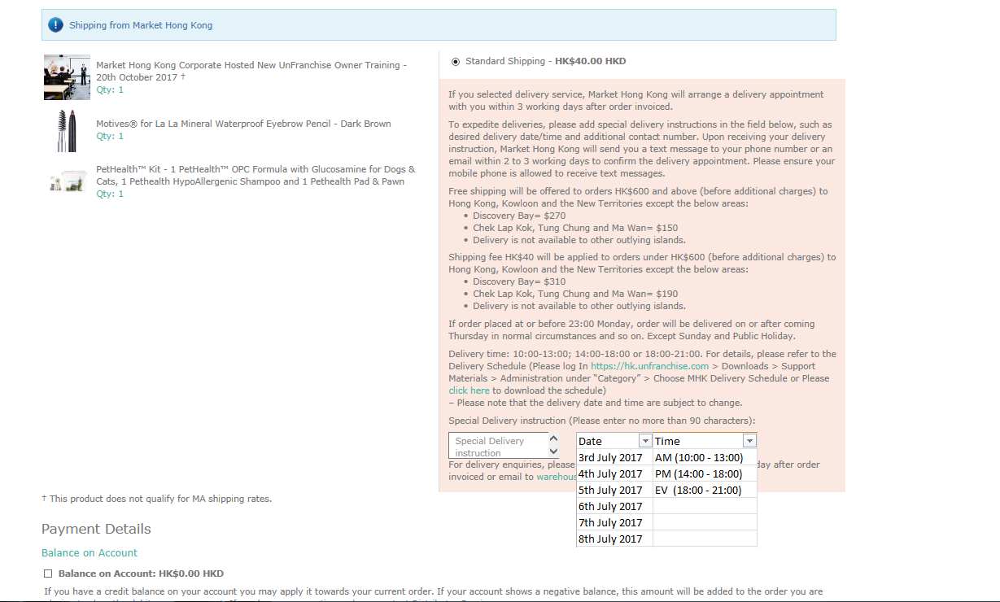 Shipping from Market Hong Kong
Market Hong Kong Corporate Hosted New UnFranchise Owner Training -
20th October 2017 †
Qty: 1
Motives® for La La Mineral Waterproof Eyebrow Pencil - Dark Brown
Qty: 1
PetHealth™ Kit - 1 PetHealth™ OPC Formula with Glucosamine for Dogs &
Cats, 1 Pethealth HypoAllergenic Shampoo and 1 Pethealth Pad & Pawn
Qty: 1
Standard Shipping - HK$40.00 HKD
If you selected delivery service, Market Hong Kong will arrange a delivery appointment
with you within 3 working days after order invoiced.
To expedite deliveries, please add special delivery instructions in the field below, such as
desired delivery date/time and additional contact number. Upon receiving your delivery
instruction, Market Hong Kong will send you a text message to your phone number or an
email within 2 to 3 working days to confirm the delivery appointment. Please ensure your
mobile phone is allowed to receive text messages.
Free shipping will be offered to orders HK$600 and above (before additional charges) to
Hong Kong, Kowloon and the New Territories except the below areas:
• Discovery Bay= $270
• Chek Lap Kok, Tung Chung and Ma Wan= $150
• Delivery is not available to other outlying islands.
Shipping fee HK$40 will be applied to orders under HK$600 (before additional charges) to
Hong Kong, Kowloon and the New Territories except the below areas:
• Discovery Bay= $310
• Chek Lap Kok, Tung Chung and Ma Wan= $190
• Delivery is not available to other outlying islands.
If order placed at or before 23:00 Monday, order will be delivered on or after coming
Thursday in normal circumstances and so on. Except Sunday and Public Holiday.
Delivery time: 10:00-13:00; 14:00-18:00 or 18:00-21:00. For details, please refer to the
Delivery Schedule (Please log In https://hk.unfranchise.com > Downloads > Support
Materials > Administration under “Category” > Choose MHK Delivery Schedule or Please
click here to download the schedule)
– Please note that the delivery date and time are subject to change.
Special Delivery instruction (Please enter no more than 90 characters):
Special Delivery
instruction
Date Time
3rd July 2017 AM (10:00 - 13:00)
4th July 2017 PM (14:00 - 18:00)
5th July 2017 EV (18:00 - 21:00)
6th July 2017
7th July 2017
8th July 2017
For delivery enquiries, please day after order
invoiced or email to warehous
† This product does not qualify for MA shipping rates.
Payment Details
Balance on Account
Balance on Account: HK$0.00 HKD
If you have a credit balance on your account you may apply it towards your current order. If your account shows a negative balance, this amount will be added to the order you are